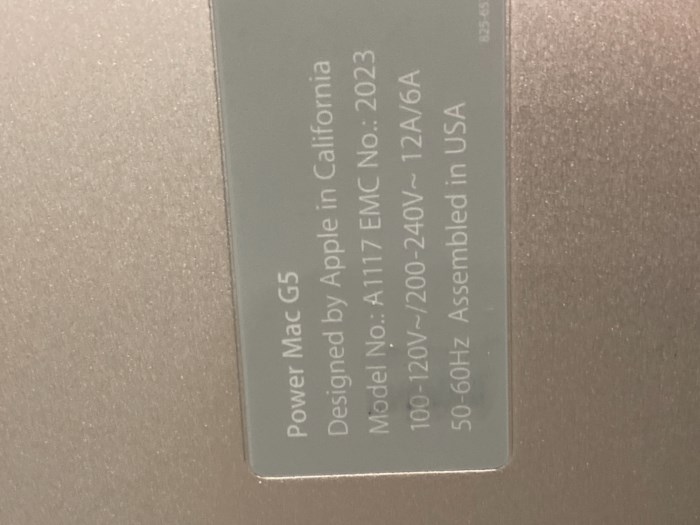 Power Mac G5
Designed by Apple in California
Model No.: A1117 EMC No.: 2023
100-120V~/200-240V~ 12A/6A
50-60Hz Assembled in USA